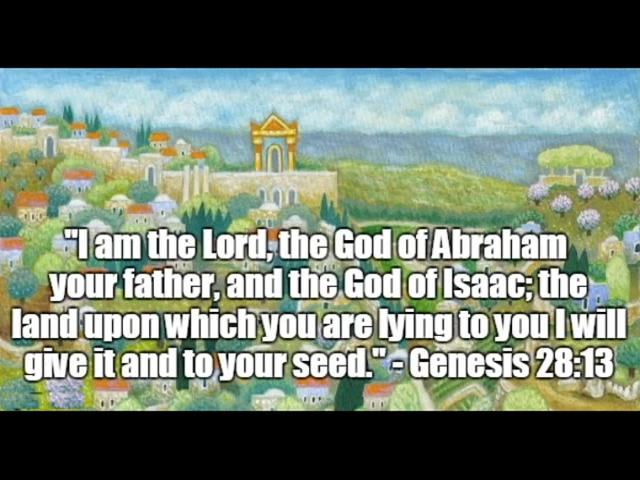 "I am the Lord, the God of Abraham
your father, and the God of Isaac; the
land upon which you are lying to you I will
give it and to your seed." - Genesis 28:13